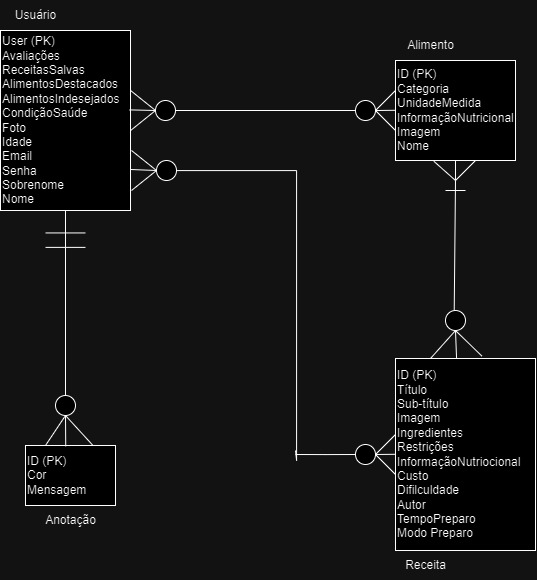 Usuário
User (PK)
Avaliações
ReceitasSalvas
AlimentosDestacados
AlimentosIndesejados
CondiçãoSaúde
Foto
Idade
Email
Senha
Sobrenome
Nome
Alimento
ID (PK)
Categoria
UnidadeMedida
InformaçãoNutricional
Imagem
Nome
ID (PK)
Cor
Mensagem
Anotação
ID (PK)
Título
Sub-título
Imagem
Ingredientes
Restrições
InformaçãoNutriocional
Custo
Difilculdade
Autor
TempoPreparo
Modo Preparo
Receita